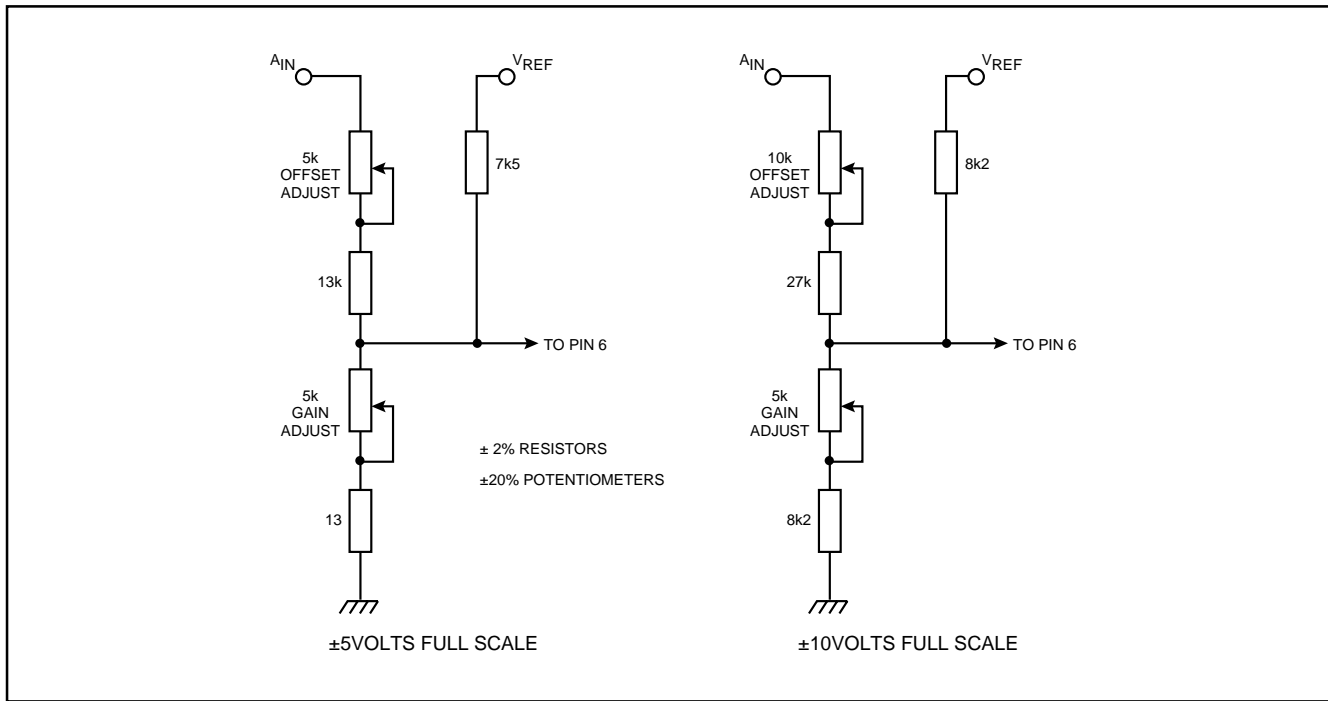 AIN
VREF
5k
OFFSET
ADJUST
7k5
13k
TO PIN 6
5k
GAIN
ADJUST
± 2% RESISTORS
±20% POTENTIOMETERS
13
±5VOLTS FULL SCALE
AIN
VREF
10k
OFFSET
ADJUST
8k2
27k
TO PIN 6
5k
GAIN
ADJUST
8k2
±10VOLTS FULL SCALE